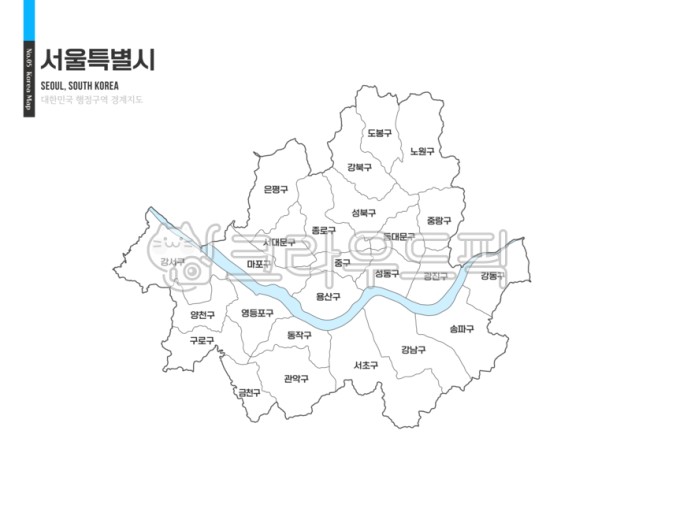 No.05 Korea Map
서울특별시
SEOUL, SOUTH KOREA
대한민국 행정구역 경계지도
도봉구
노원구
강북구
은평구
성북구
중랑구
종로구
동대문구
서대문구
강서구
마포구
중구
성동구
광진구
강동구
크라우드픽
용산구
양천구
영등포구
송파구
동작구
구로구
강남구
서초구
관악구
금천구